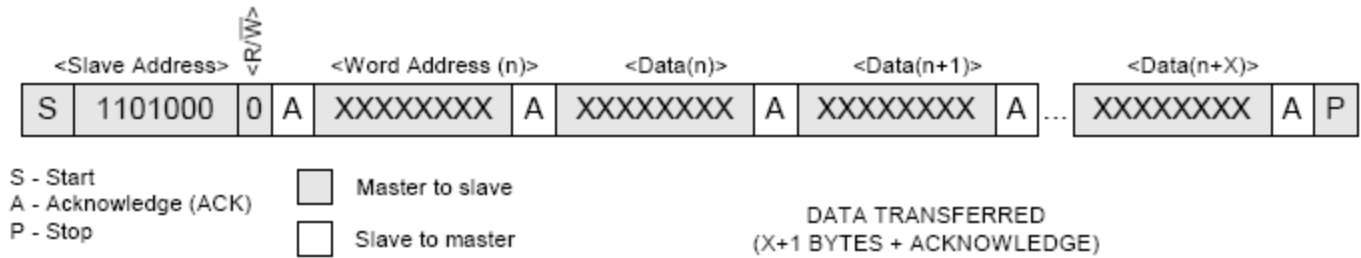 <Slave Address> <R/W̅> <Word Address (n)> <Data(n)> <Data(n+1)> <Data(n+X)>
S 1101000 0 A XXXXXXXX A XXXXXXXX A XXXXXXXX A ... XXXXXXXX A P
S - Start
A - Acknowledge (ACK)
P - Stop
Master to slave
Slave to master
DATA TRANSFERRED
(X+1 BYTES + ACKNOWLEDGE)